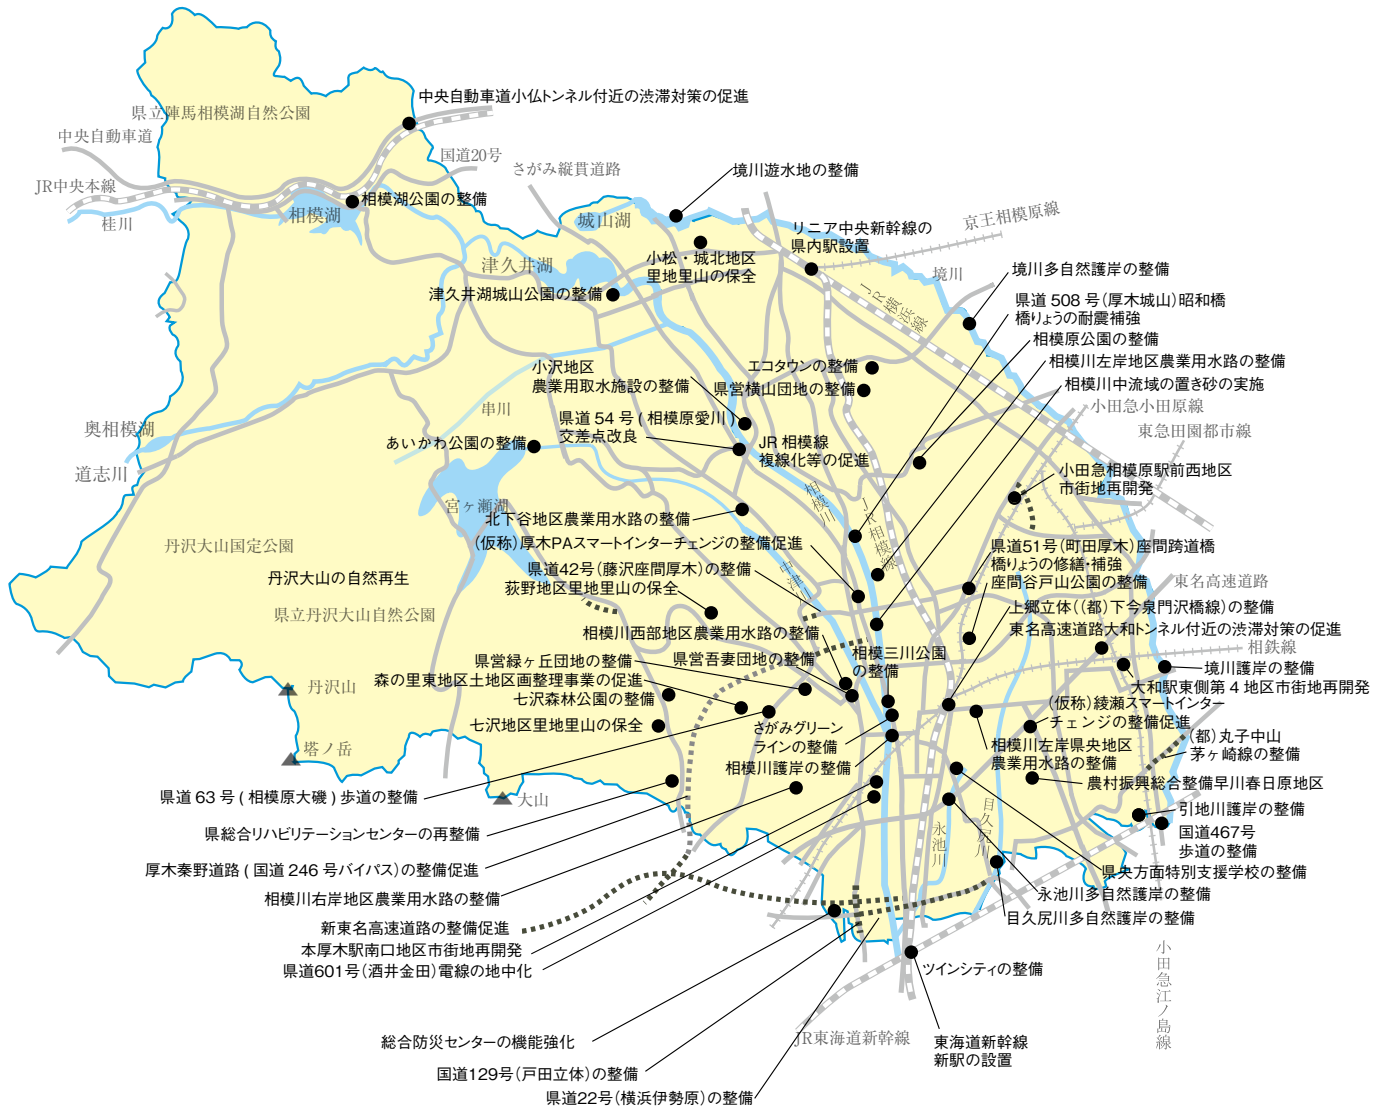 中央自動車道小仏トンネル付近の渋滞対策の促進
県立陣馬相模湖自然公園
中央自動車道
国道20号
さがみ縦貫道路
境川遊水地の整備
JR中央本線
相模湖公園の整備
相模湖
桂川
城山湖
リニア中央新幹線の
県内駅設置
京王相模原線
小松・城北地区
里地里山の保全
津久井湖
境川
境川多自然護岸の整備
津久井湖城山公園の整備
JR横浜線
県道 508 号(厚木城山)昭和橋
橋りょうの耐震補強
相模原公園の整備
小沢地区
農業用取水施設の整備
エコタウンの整備
相模川左岸地区農業用水路の整備
県営横山団地の整備
相模川中流域の置き砂の実施
串川
小田急小田原線
県道 54 号 ( 相模原愛川 )
交差点改良
奥相模湖
東急田園都市線
あいかわ公園の整備
JR 相模線
複線化等の促進
道志川
小田急相模原駅前西地区
市街地再開発
宮ヶ瀬湖
相模川
JR相模線
北下谷地区農業用水路の整備
丹沢大山国定公園
(仮称)厚木PAスマートインターチェンジの整備促進
県道51号(町田厚木)座間跨道橋
橋りょうの修繕・補強
中津川
県道42号(藤沢座間厚木)の整備
丹沢大山の自然再生
座間谷戸山公園の整備
東名高速道路
荻野地区里地里山の保全
県立丹沢大山自然公園
上郷立体((都)下今泉門沢橋線)の整備
相模川西部地区農業用水路の整備
東名高速道路大和トンネル付近の渋滞対策の促進
相模三川公園
の整備
相鉄線
県営緑ヶ丘団地の整備
県営吾妻団地の整備
境川護岸の整備
森の里東地区土地区画整理事業の促進
大和駅東側第 4 地区市街地再開発
丹沢山
七沢森林公園の整備
(仮称)綾瀬スマートインター
チェンジの整備促進
七沢地区里地里山の保全
さがみグリーン
ラインの整備
(都)丸子中山
茅ヶ崎線の整備
塔ノ岳
相模川左岸県央地区
農業用水路の整備
相模川護岸の整備
農村振興総合整備早川春日原地区
県道 63 号 ( 相模原大磯 ) 歩道の整備
大山
引地川護岸の整備
目久尻川
永池川
県総合リハビリテーションセンターの再整備
国道467号
歩道の整備
厚木秦野道路 ( 国道 246 号バイパス) の整備促進
県央方面特別支援学校の整備
相模川右岸地区農業用水路の整備
永池川多自然護岸の整備
目久尻川多自然護岸の整備
新東名高速道路の整備促進
本厚木駅南口地区市街地再開発
県道601号(酒井金田)電線の地中化
ツインシティの整備
小田急江ノ島線
総合防災センターの機能強化
JR東海道新幹線
東海道新幹線
新駅の設置
国道129号(戸田立体)の整備
県道22号(横浜伊勢原)の整備